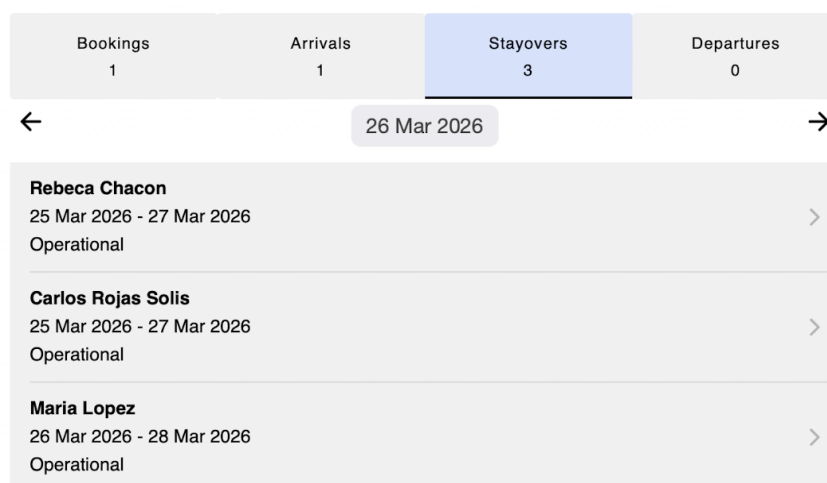 Bookings
1
Arrivals
1
Stayovers
3
Departures
0
26 Mar 2026
Rebeca Chacon
25 Mar 2026 - 27 Mar 2026
Operational
Carlos Rojas Solis
25 Mar 2026 - 27 Mar 2026
Operational
Maria Lopez
26 Mar 2026 - 28 Mar 2026
Operational